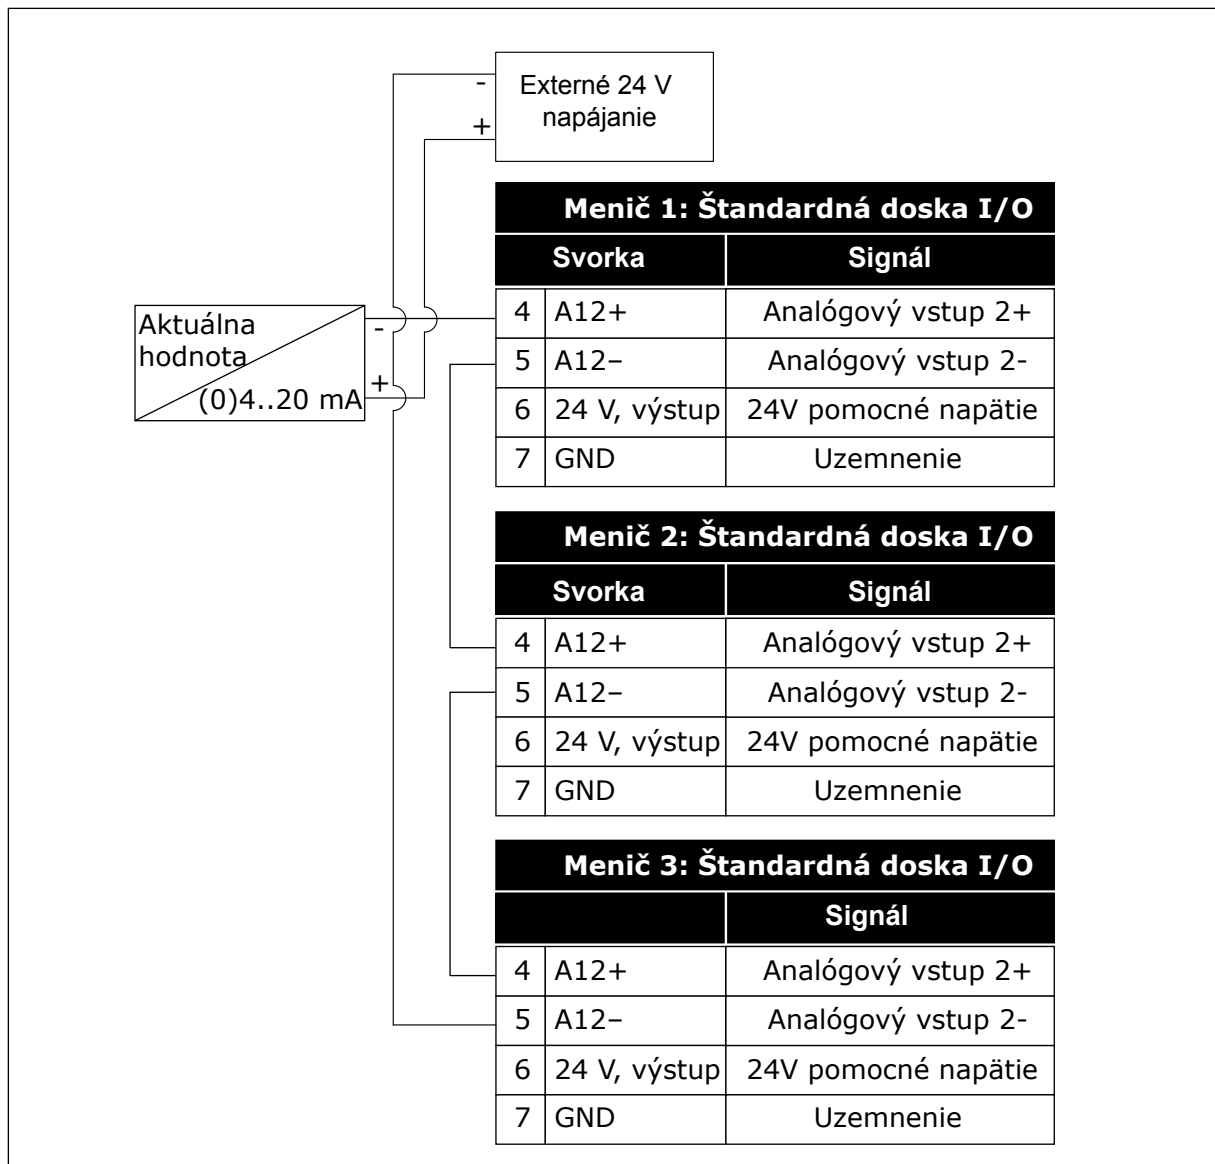 -
Externé 24 V
napájanie
+
Menič 1: Štandardná doska I/O
Svorka Signál
4 A12+ Analógový vstup 2+
5 A12– Analógový vstup 2-
6 24 V, výstup 24V pomocné napätie
7 GND Uzemnenie
Aktuálna
hodnota
(0)4..20 mA
-
+
Menič 2: Štandardná doska I/O
Svorka Signál
4 A12+ Analógový vstup 2+
5 A12– Analógový vstup 2-
6 24 V, výstup 24V pomocné napätie
7 GND Uzemnenie
Menič 3: Štandardná doska I/O
Signál
4 A12+ Analógový vstup 2+
5 A12– Analógový vstup 2-
6 24 V, výstup 24V pomocné napätie
7 GND Uzemnenie